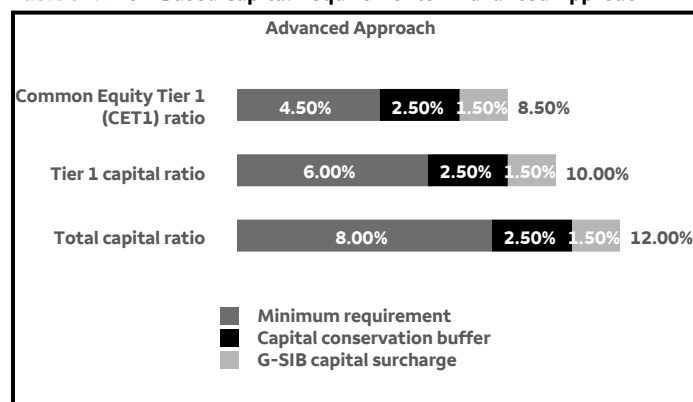 Advanced Approach
Common Equity Tier 1
(CET1) ratio
4.50% 2.50% 1.50% 8.50%
Tier 1 capital ratio
6.00% 2.50% 1.50% 10.00%
Total capital ratio
8.00% 2.50% 1.50% 12.00%
Minimum requirement
Capital conservation buffer
G-SIB capital surcharge